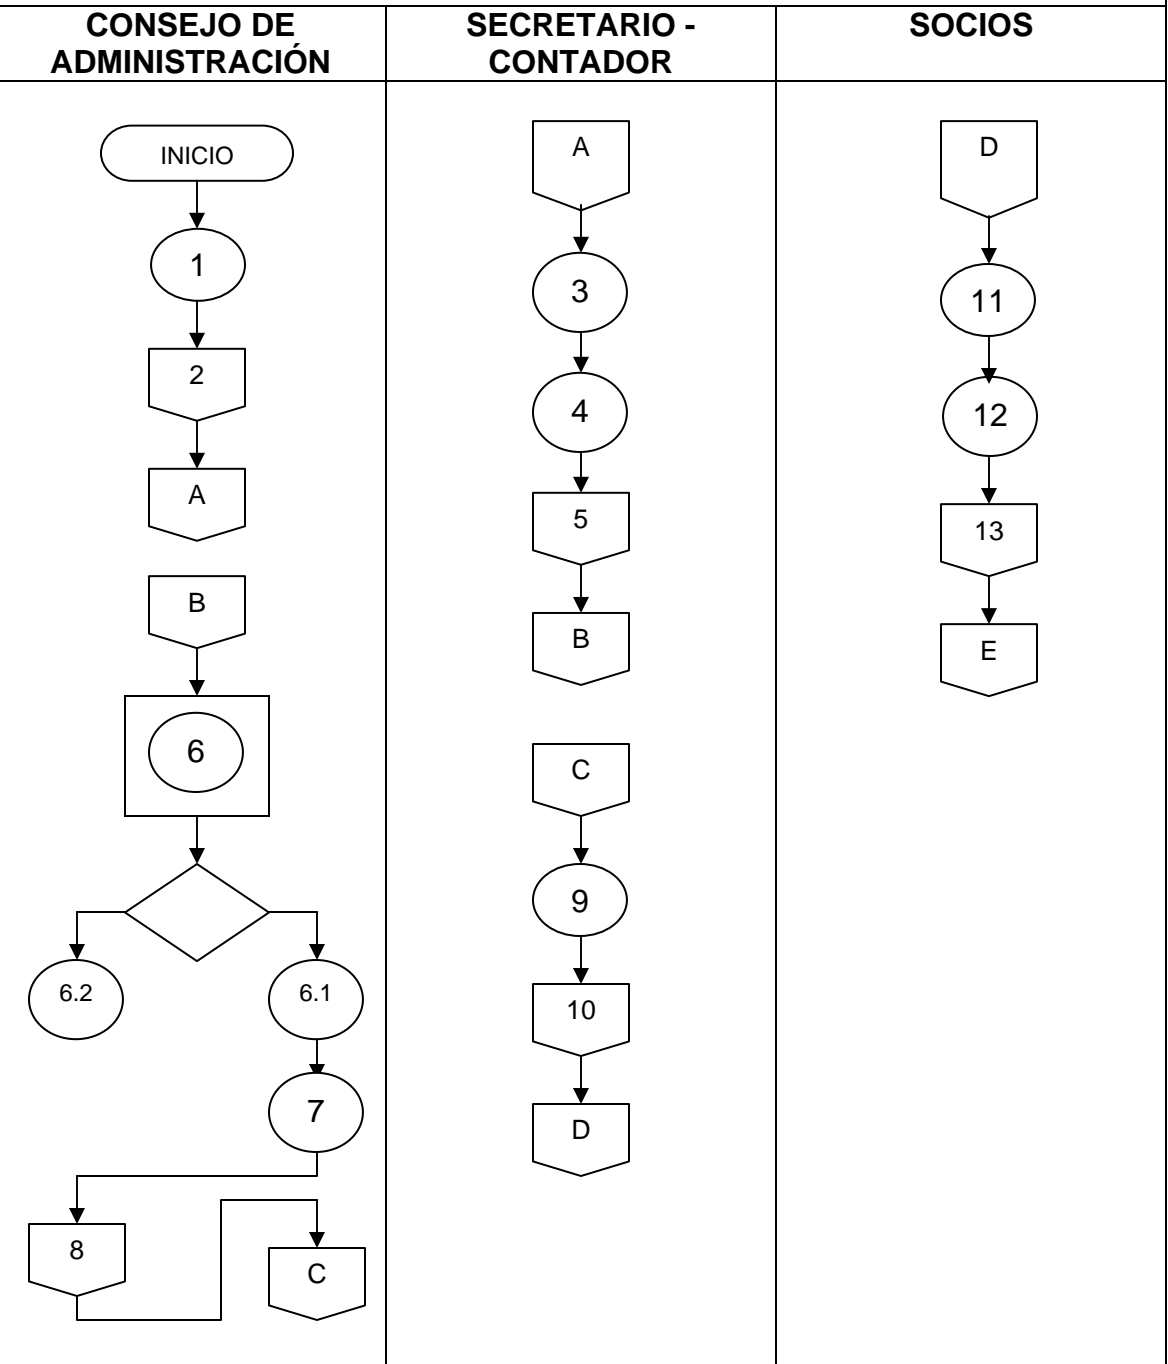 CONSEJO DE
ADMINISTRACIÓN
SECRETARIO -
CONTADOR
SOCIOS
INICIO
1
2
A
B
6
6.2
6.1
7
8
C
A
3
4
5
B
C
9
10
D
D
11
12
13
E